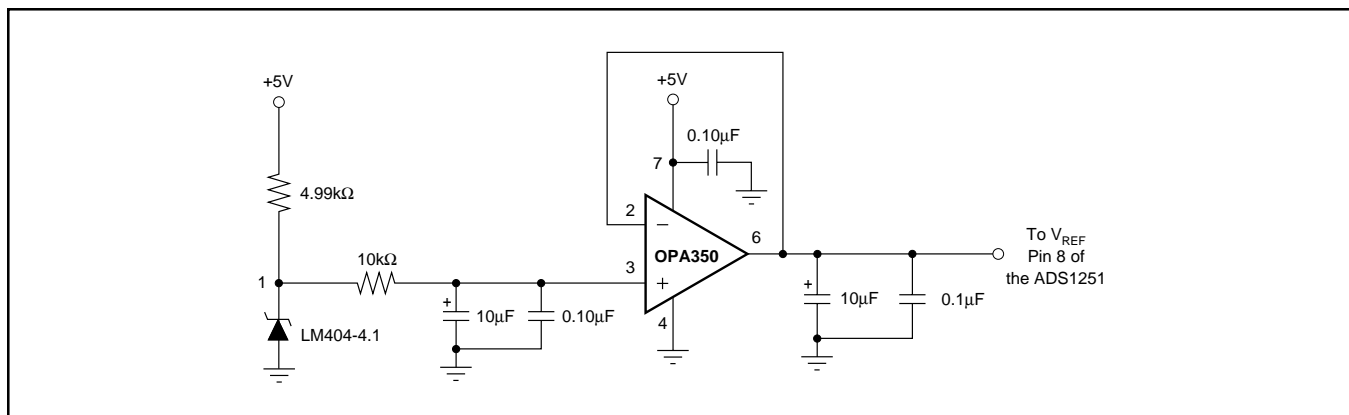 +5V
+5V
0.10µF
7
4.99kΩ
2
−
6
To VREF
Pin 8 of
the ADS1251
OPA350
10kΩ
1
3
+
+
10µF
0.10µF
+
10µF
0.1µF
4
LM404-4.1